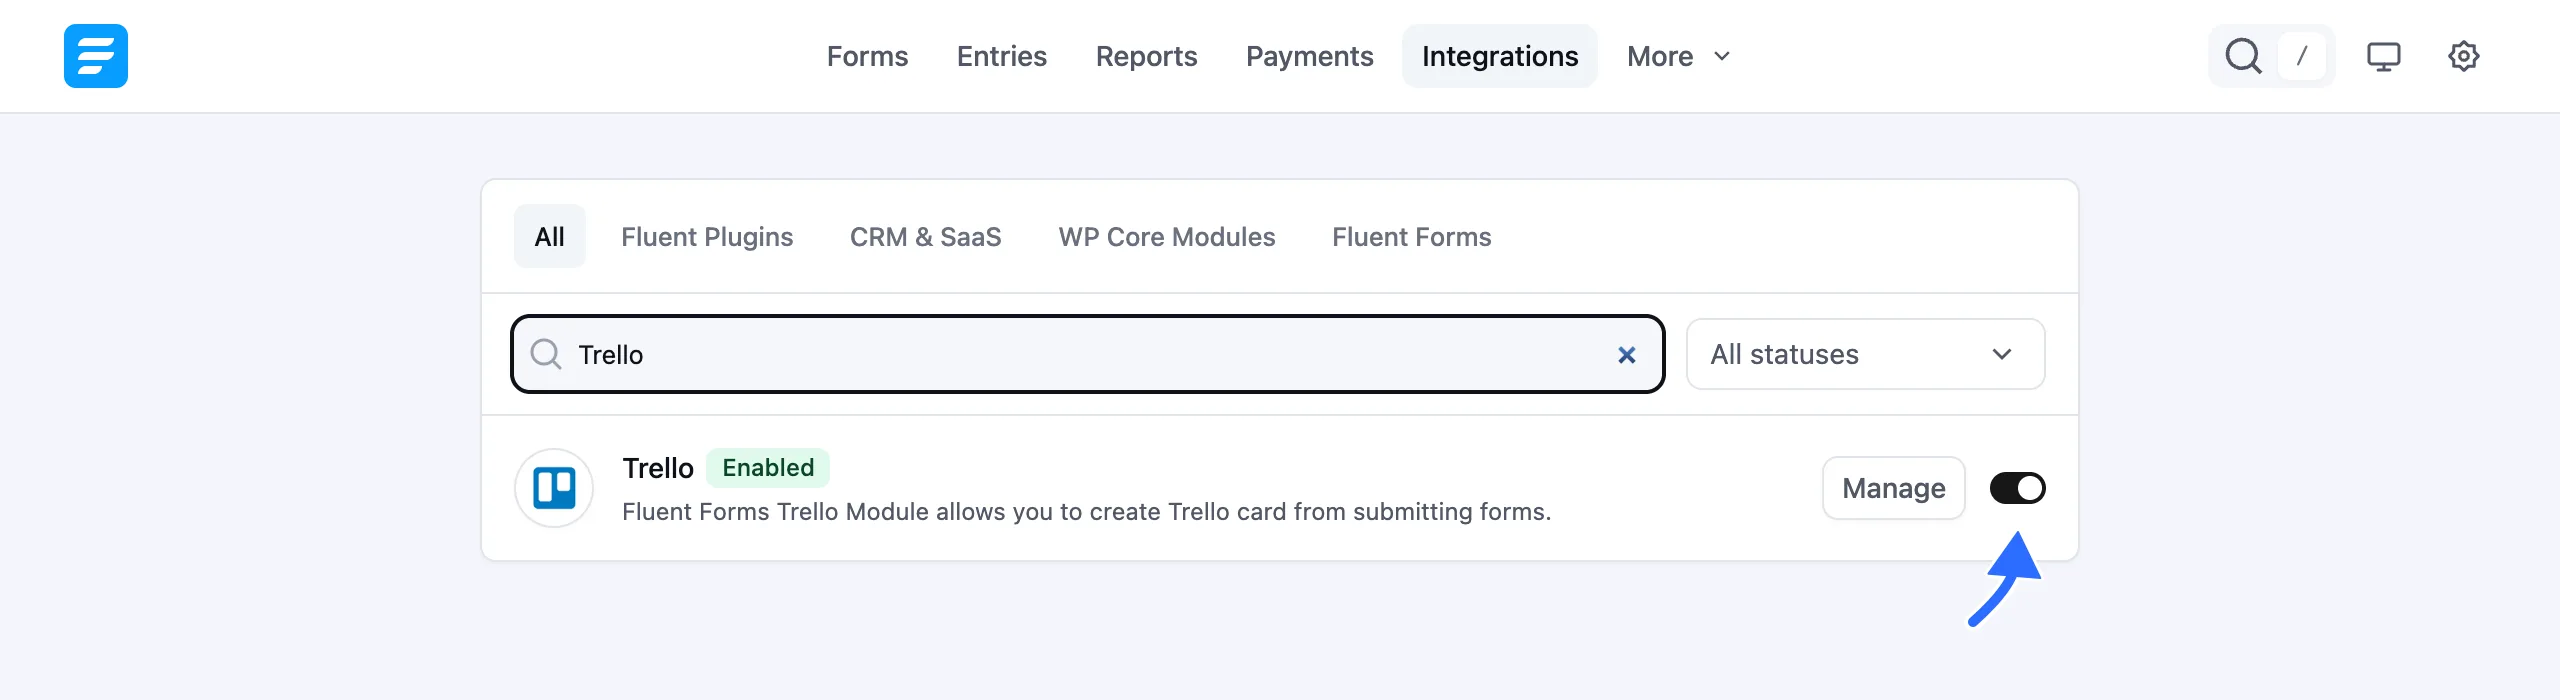 Forms Entries Reports Payments Integrations More /
All Fluent Plugins CRM & SaaS WP Core Modules Fluent Forms
Trello All statuses
Trello Enabled
Fluent Forms Trello Module allows you to create Trello card from submitting forms.
Manage